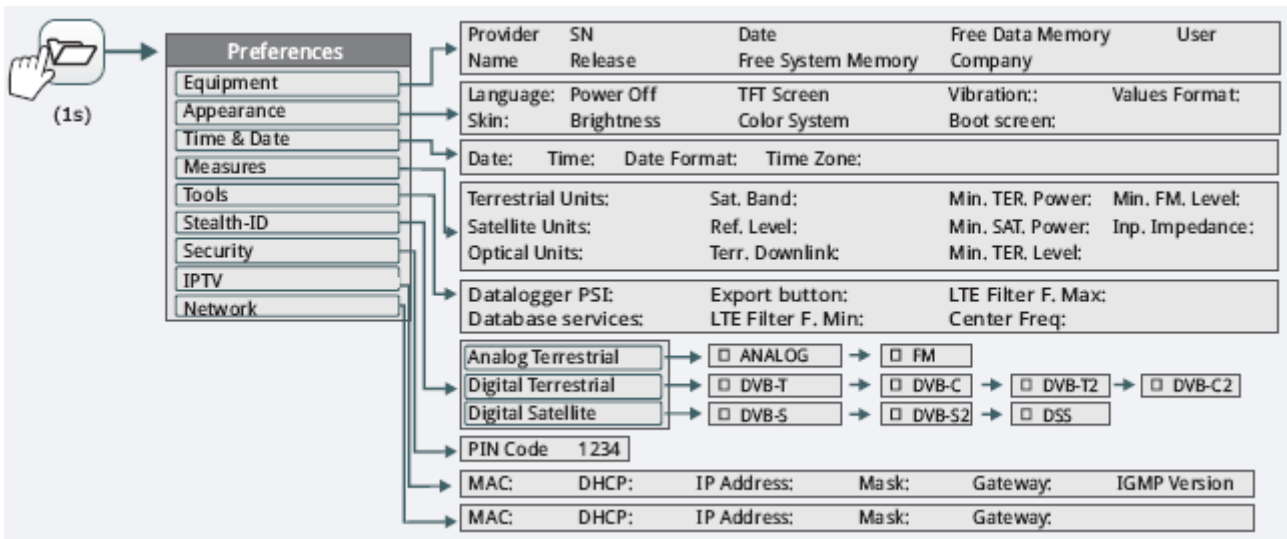 (1s)
Preferences
Equipment
Appearance
Time & Date
Measures
Tools
Stealth-ID
Security
IPTV
Network
Provider SN Date Free Data Memory User
Name Release Free System Memory Company
Language: Power Off TFT Screen Vibration:: Values Format:
Skin: Brightness Color System Boot screen:
Date: Time: Date Format: Time Zone:
Terrestrial Units: Sat. Band: Min. TER. Power: Min. FM. Level:
Satellite Units: Ref. Level: Min. SAT. Power: Inp. Impedance:
Optical Units: Terr. Downlink: Min. TER. Level:
Datalogger PSI: Export button: LTE Filter F. Max:
Database services: LTE Filter F. Min: Center Freq:
Analog Terrestrial ANALOG FM
Digital Terrestrial DVB-T DVB-C DVB-T2 DVB-C2
Digital Satellite DVB-S DVB-S2 DSS
PIN Code 1234
MAC: DHCP: IP Address: Mask: Gateway: IGMP Version
MAC: DHCP: IP Address: Mask: Gateway: